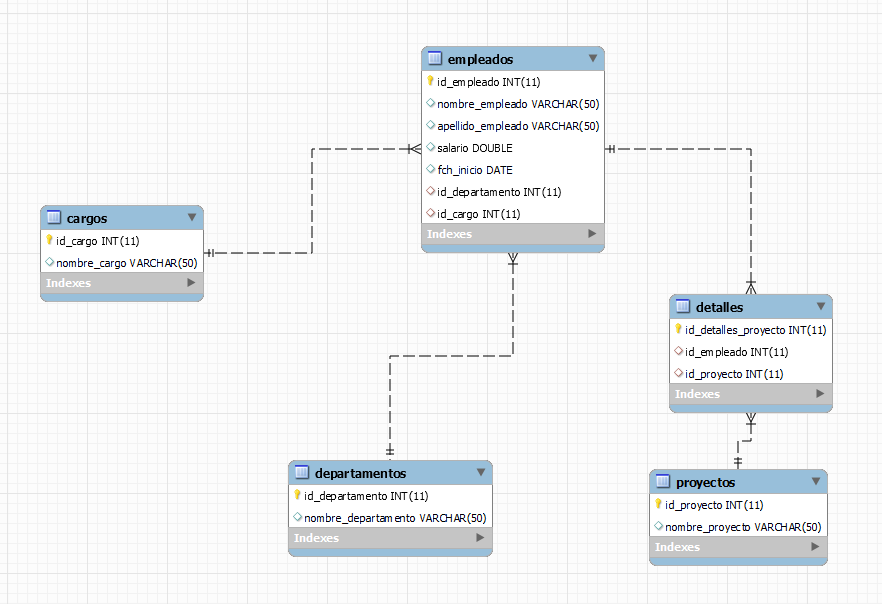 empleados
id_empleado INT(11)
nombre_empleado VARCHAR(50)
apellido_empleado VARCHAR(50)
salario DOUBLE
fch_inicio DATE
id_departamento INT(11)
id_cargo INT(11)
Indexes
cargos
id_cargo INT(11)
nombre_cargo VARCHAR(50)
Indexes
detalles
id_detalles_proyecto INT(11)
id_empleado INT(11)
id_proyecto INT(11)
Indexes
departamentos
id_departamento INT(11)
nombre_departamento VARCHAR(50)
Indexes
proyectos
id_proyecto INT(11)
nombre_proyecto VARCHAR(50)
Indexes